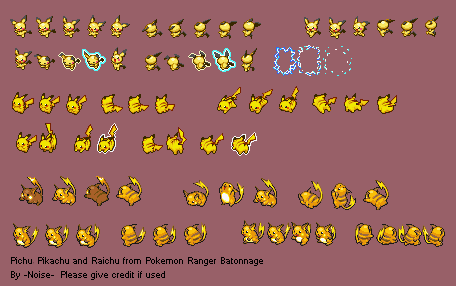 Pichu Pikachu and Raichu from Pokemon Ranger Batonnage
By -Noise- Please give credit if used